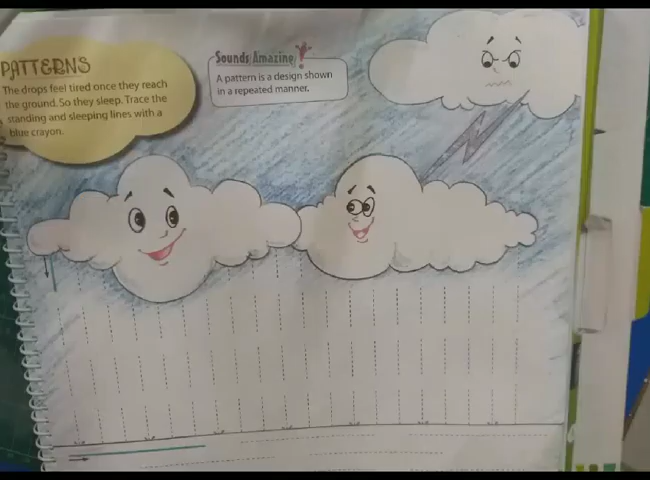 PATTERNS
The drops feel tired once they reach
the ground. So they sleep. Trace the
standing and sleeping lines with a
blue crayon.
Sounds Amazing!
A pattern is a design shown
in a repeated manner.